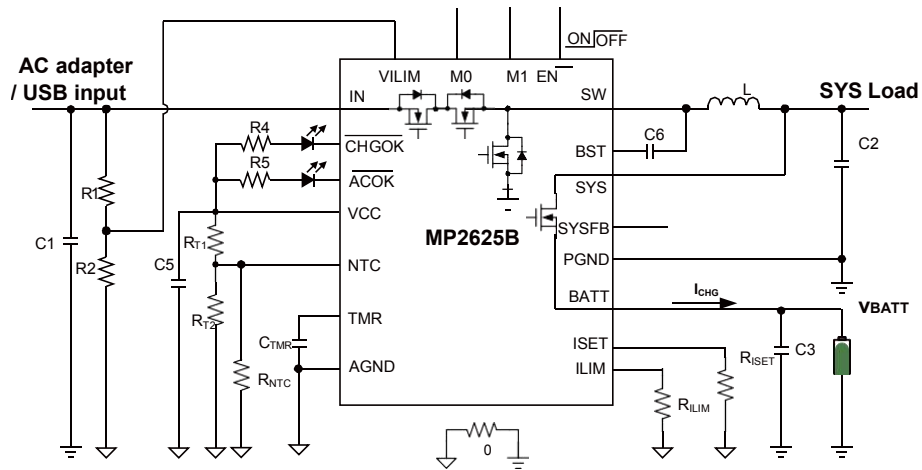 ON OFF
AC adapter
/ USB input
VILIM
M0
M1
EN
IN
SW
L
SYS Load
R4
CHGOK
C6
C2
BST
R5
ACOK
SYS
R1
VCC
SYSFB
MP2625B
C1
RT1
R2
C5
NTC
PGND
BATT
ICHG
VBATT
RT2
TMR
CTMR
ISET
C3
RISET
AGND
ILIM
RNTC
RILIM
0